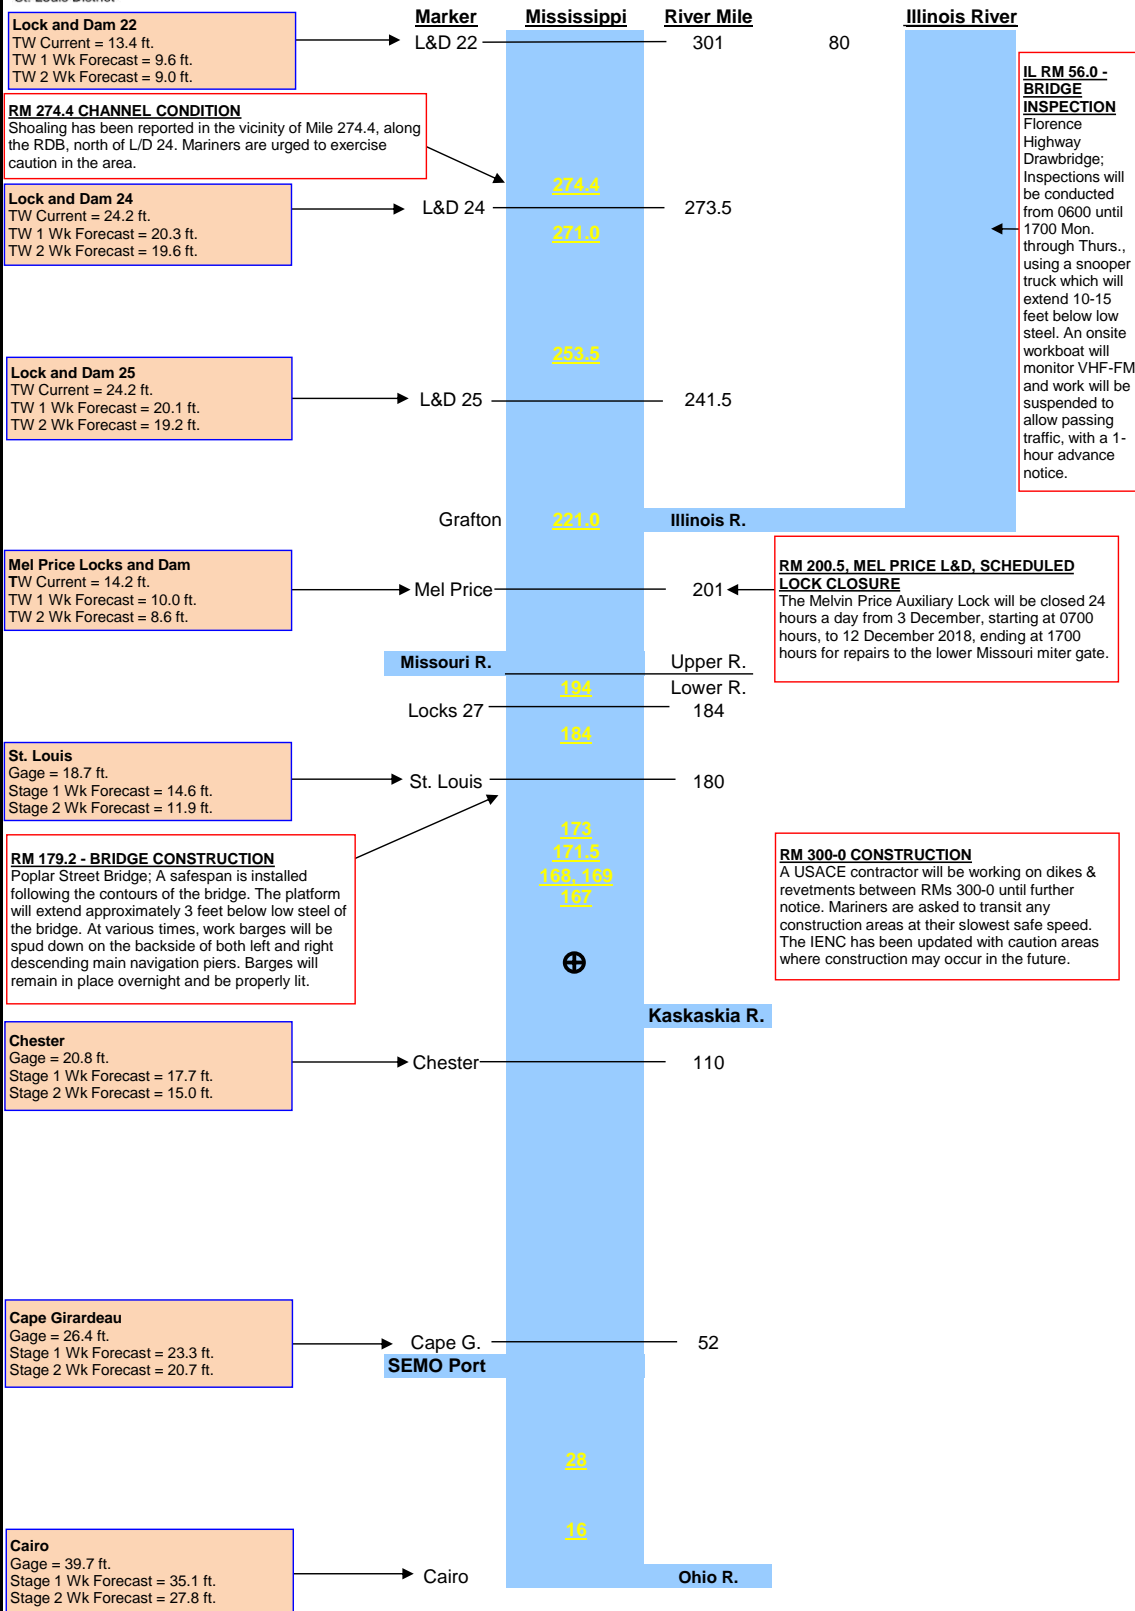 St. Louis District
Marker
Mississippi
River Mile
Illinois River
Lock and Dam 22
TW Current = 13.4 ft.
TW 1 Wk Forecast = 9.6 ft.
TW 2 Wk Forecast = 9.0 ft.
L&D 22
301
80
IL RM 56.0 -
BRIDGE
INSPECTION
Florence
Highway
Drawbridge;
Inspections will
be conducted
from 0600 until
1700 Mon.
through Thurs.,
using a snooper
truck which will
extend 10-15
feet below low
steel. An onsite
workboat will
monitor VHF-FM
and work will be
suspended to
allow passing
traffic, with a 1-
hour advance
notice.
RM 274.4 CHANNEL CONDITION
Shoaling has been reported in the vicinity of Mile 274.4, along
the RDB, north of L/D 24. Mariners are urged to exercise
caution in the area.
274.4
Lock and Dam 24
TW Current = 24.2 ft.
TW 1 Wk Forecast = 20.3 ft.
TW 2 Wk Forecast = 19.6 ft.
L&D 24
273.5
271.0
253.5
Lock and Dam 25
TW Current = 24.2 ft.
TW 1 Wk Forecast = 20.1 ft.
TW 2 Wk Forecast = 19.2 ft.
L&D 25
241.5
Grafton
221.0
Illinois R.
Mel Price Locks and Dam
TW Current = 14.2 ft.
TW 1 Wk Forecast = 10.0 ft.
TW 2 Wk Forecast = 8.6 ft.
Mel Price
201
RM 200.5, MEL PRICE L&D, SCHEDULED
LOCK CLOSURE
The Melvin Price Auxiliary Lock will be closed 24
hours a day from 3 December, starting at 0700
hours, to 12 December 2018, ending at 1700
hours for repairs to the lower Missouri miter gate.
Missouri R.
Upper R.
194
Lower R.
Locks 27
184
184
St. Louis
Gage = 18.7 ft.
Stage 1 Wk Forecast = 14.6 ft.
Stage 2 Wk Forecast = 11.9 ft.
St. Louis
180
RM 179.2 - BRIDGE CONSTRUCTION
Poplar Street Bridge; A safespan is installed
following the contours of the bridge. The platform
will extend approximately 3 feet below low steel of
the bridge. At various times, work barges will be
spud down on the backside of both left and right
descending main navigation piers. Barges will
remain in place overnight and be properly lit.
173
171.5
168, 169
167
RM 300-0 CONSTRUCTION
A USACE contractor will be working on dikes &
revetments between RMs 300-0 until further
notice. Mariners are asked to transit any
construction areas at their slowest safe speed.
The IENC has been updated with caution areas
where construction may occur in the future.
Kaskaskia R.
Chester
Gage = 20.8 ft.
Stage 1 Wk Forecast = 17.7 ft.
Stage 2 Wk Forecast = 15.0 ft.
Chester
110
Cape Girardeau
Gage = 26.4 ft.
Stage 1 Wk Forecast = 23.3 ft.
Stage 2 Wk Forecast = 20.7 ft.
Cape G.
52
SEMO Port
28
16
Cairo
Gage = 39.7 ft.
Stage 1 Wk Forecast = 35.1 ft.
Stage 2 Wk Forecast = 27.8 ft.
Cairo
Ohio R.